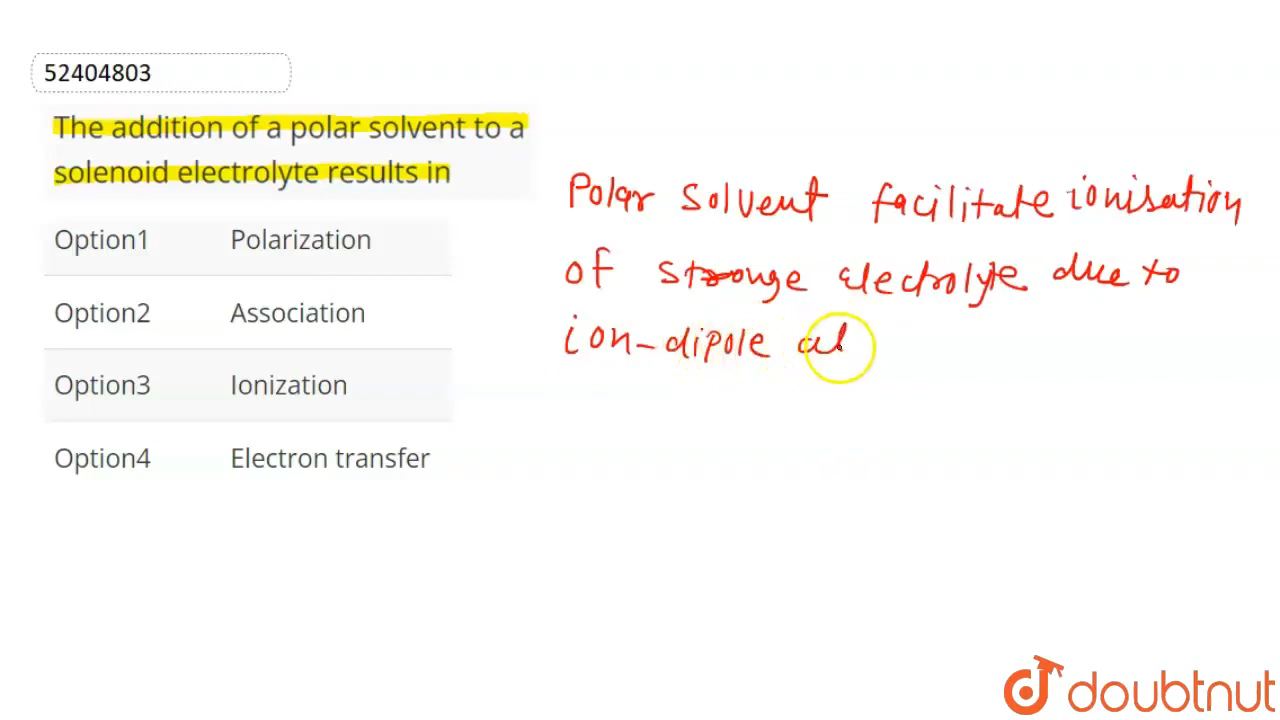 52404803
The addition of a polar solvent to a
solenoid electrolyte results in
Option1 Polarization
Option2 Association
Option3 Ionization
Option4 Electron transfer
Polar solvent facilitate ionisation
of stronge electrolyte due to
ion-dipole
doubtnut